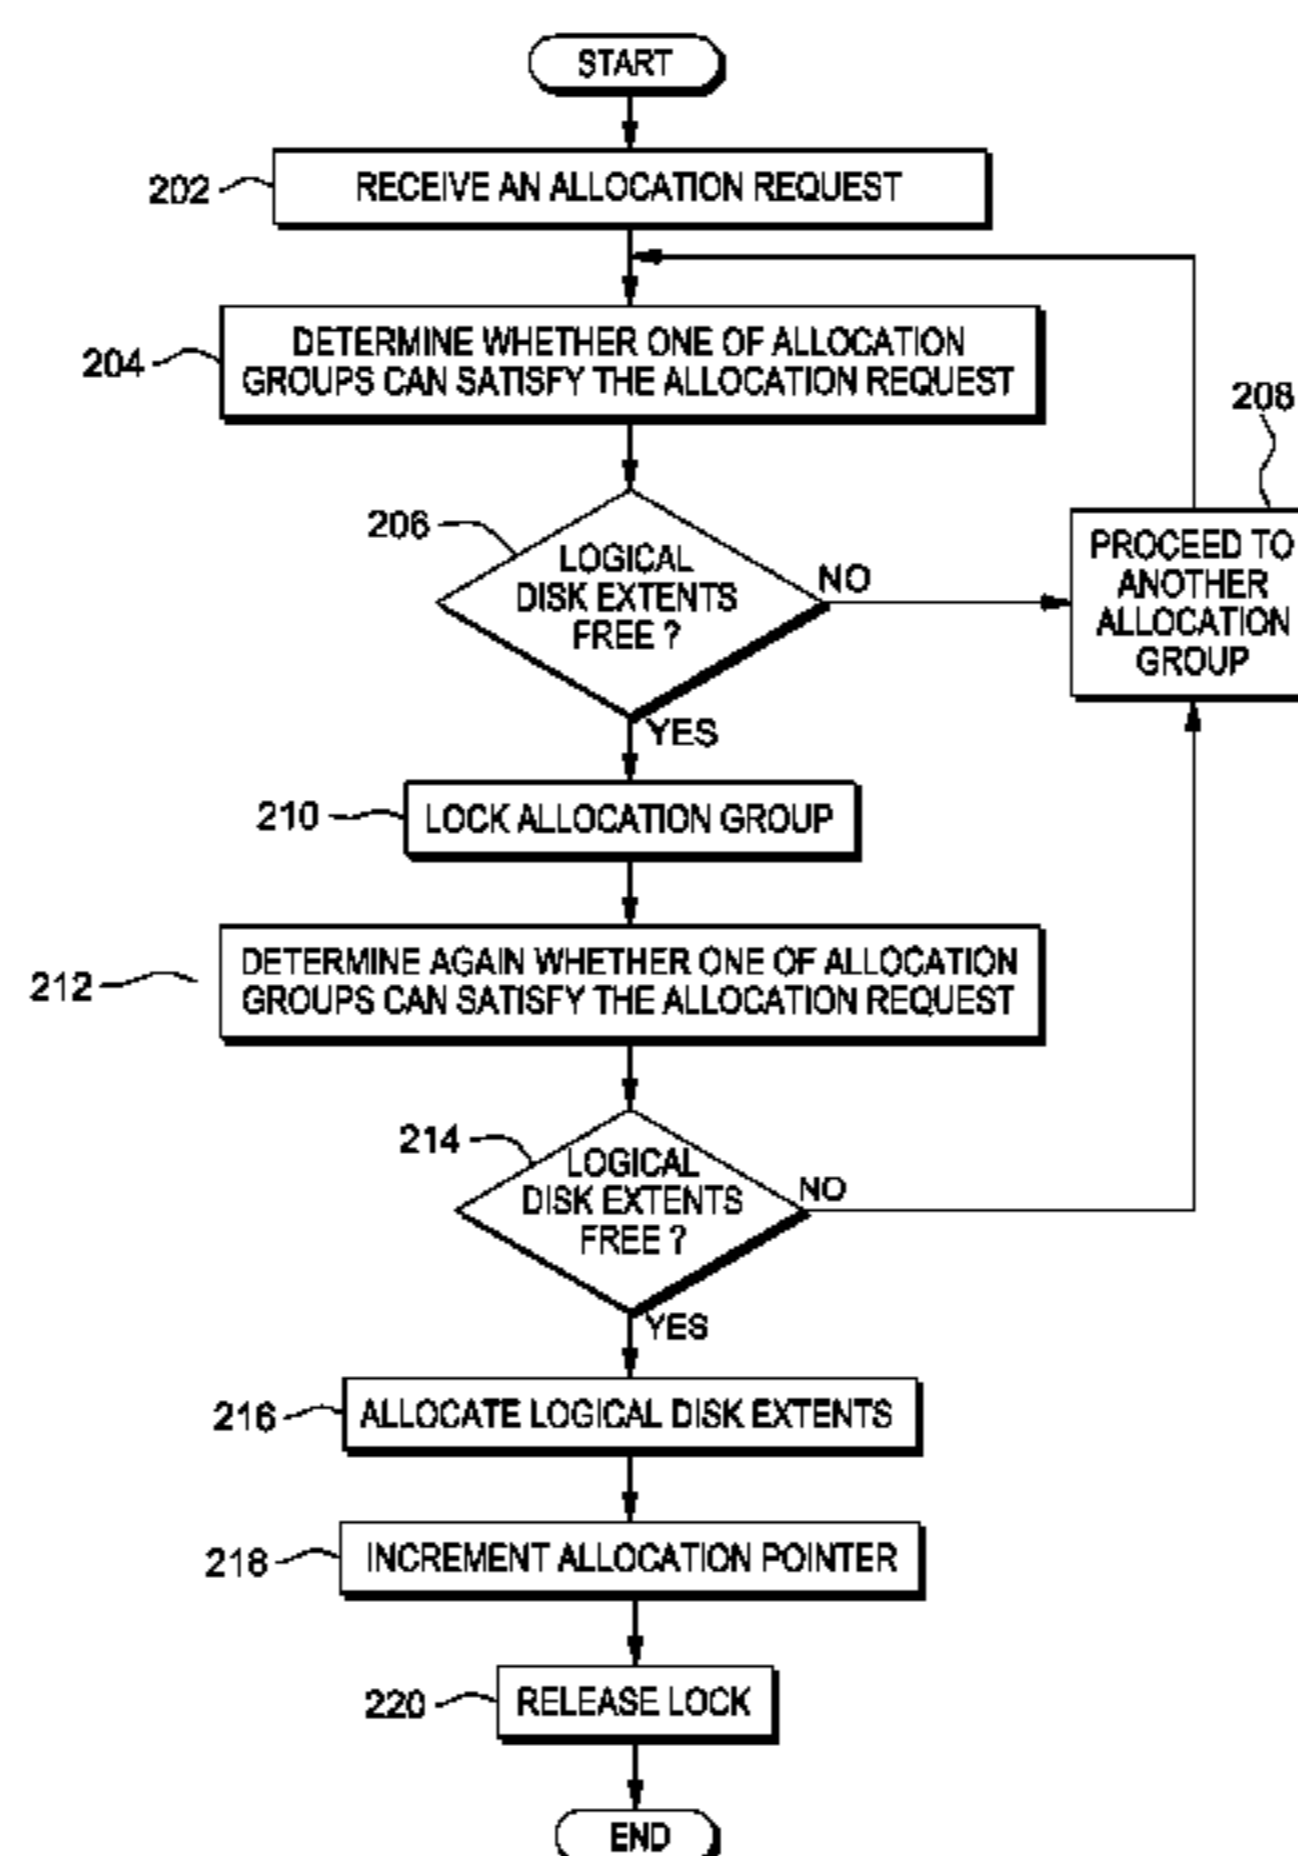 START
202
RECEIVE AN ALLOCATION REQUEST
204
DETERMINE WHETHER ONE OF ALLOCATION
GROUPS CAN SATISFY THE ALLOCATION REQUEST
206
LOGICAL
DISK EXTENTS
FREE ?
NO
208
PROCEED TO
ANOTHER
ALLOCATION
GROUP
YES
210
LOCK ALLOCATION GROUP
212
DETERMINE AGAIN WHETHER ONE OF ALLOCATION
GROUPS CAN SATISFY THE ALLOCATION REQUEST
214
LOGICAL
DISK EXTENTS
FREE ?
NO
YES
216
ALLOCATE LOGICAL DISK EXTENTS
218
INCREMENT ALLOCATION POINTER
220
RELEASE LOCK
END